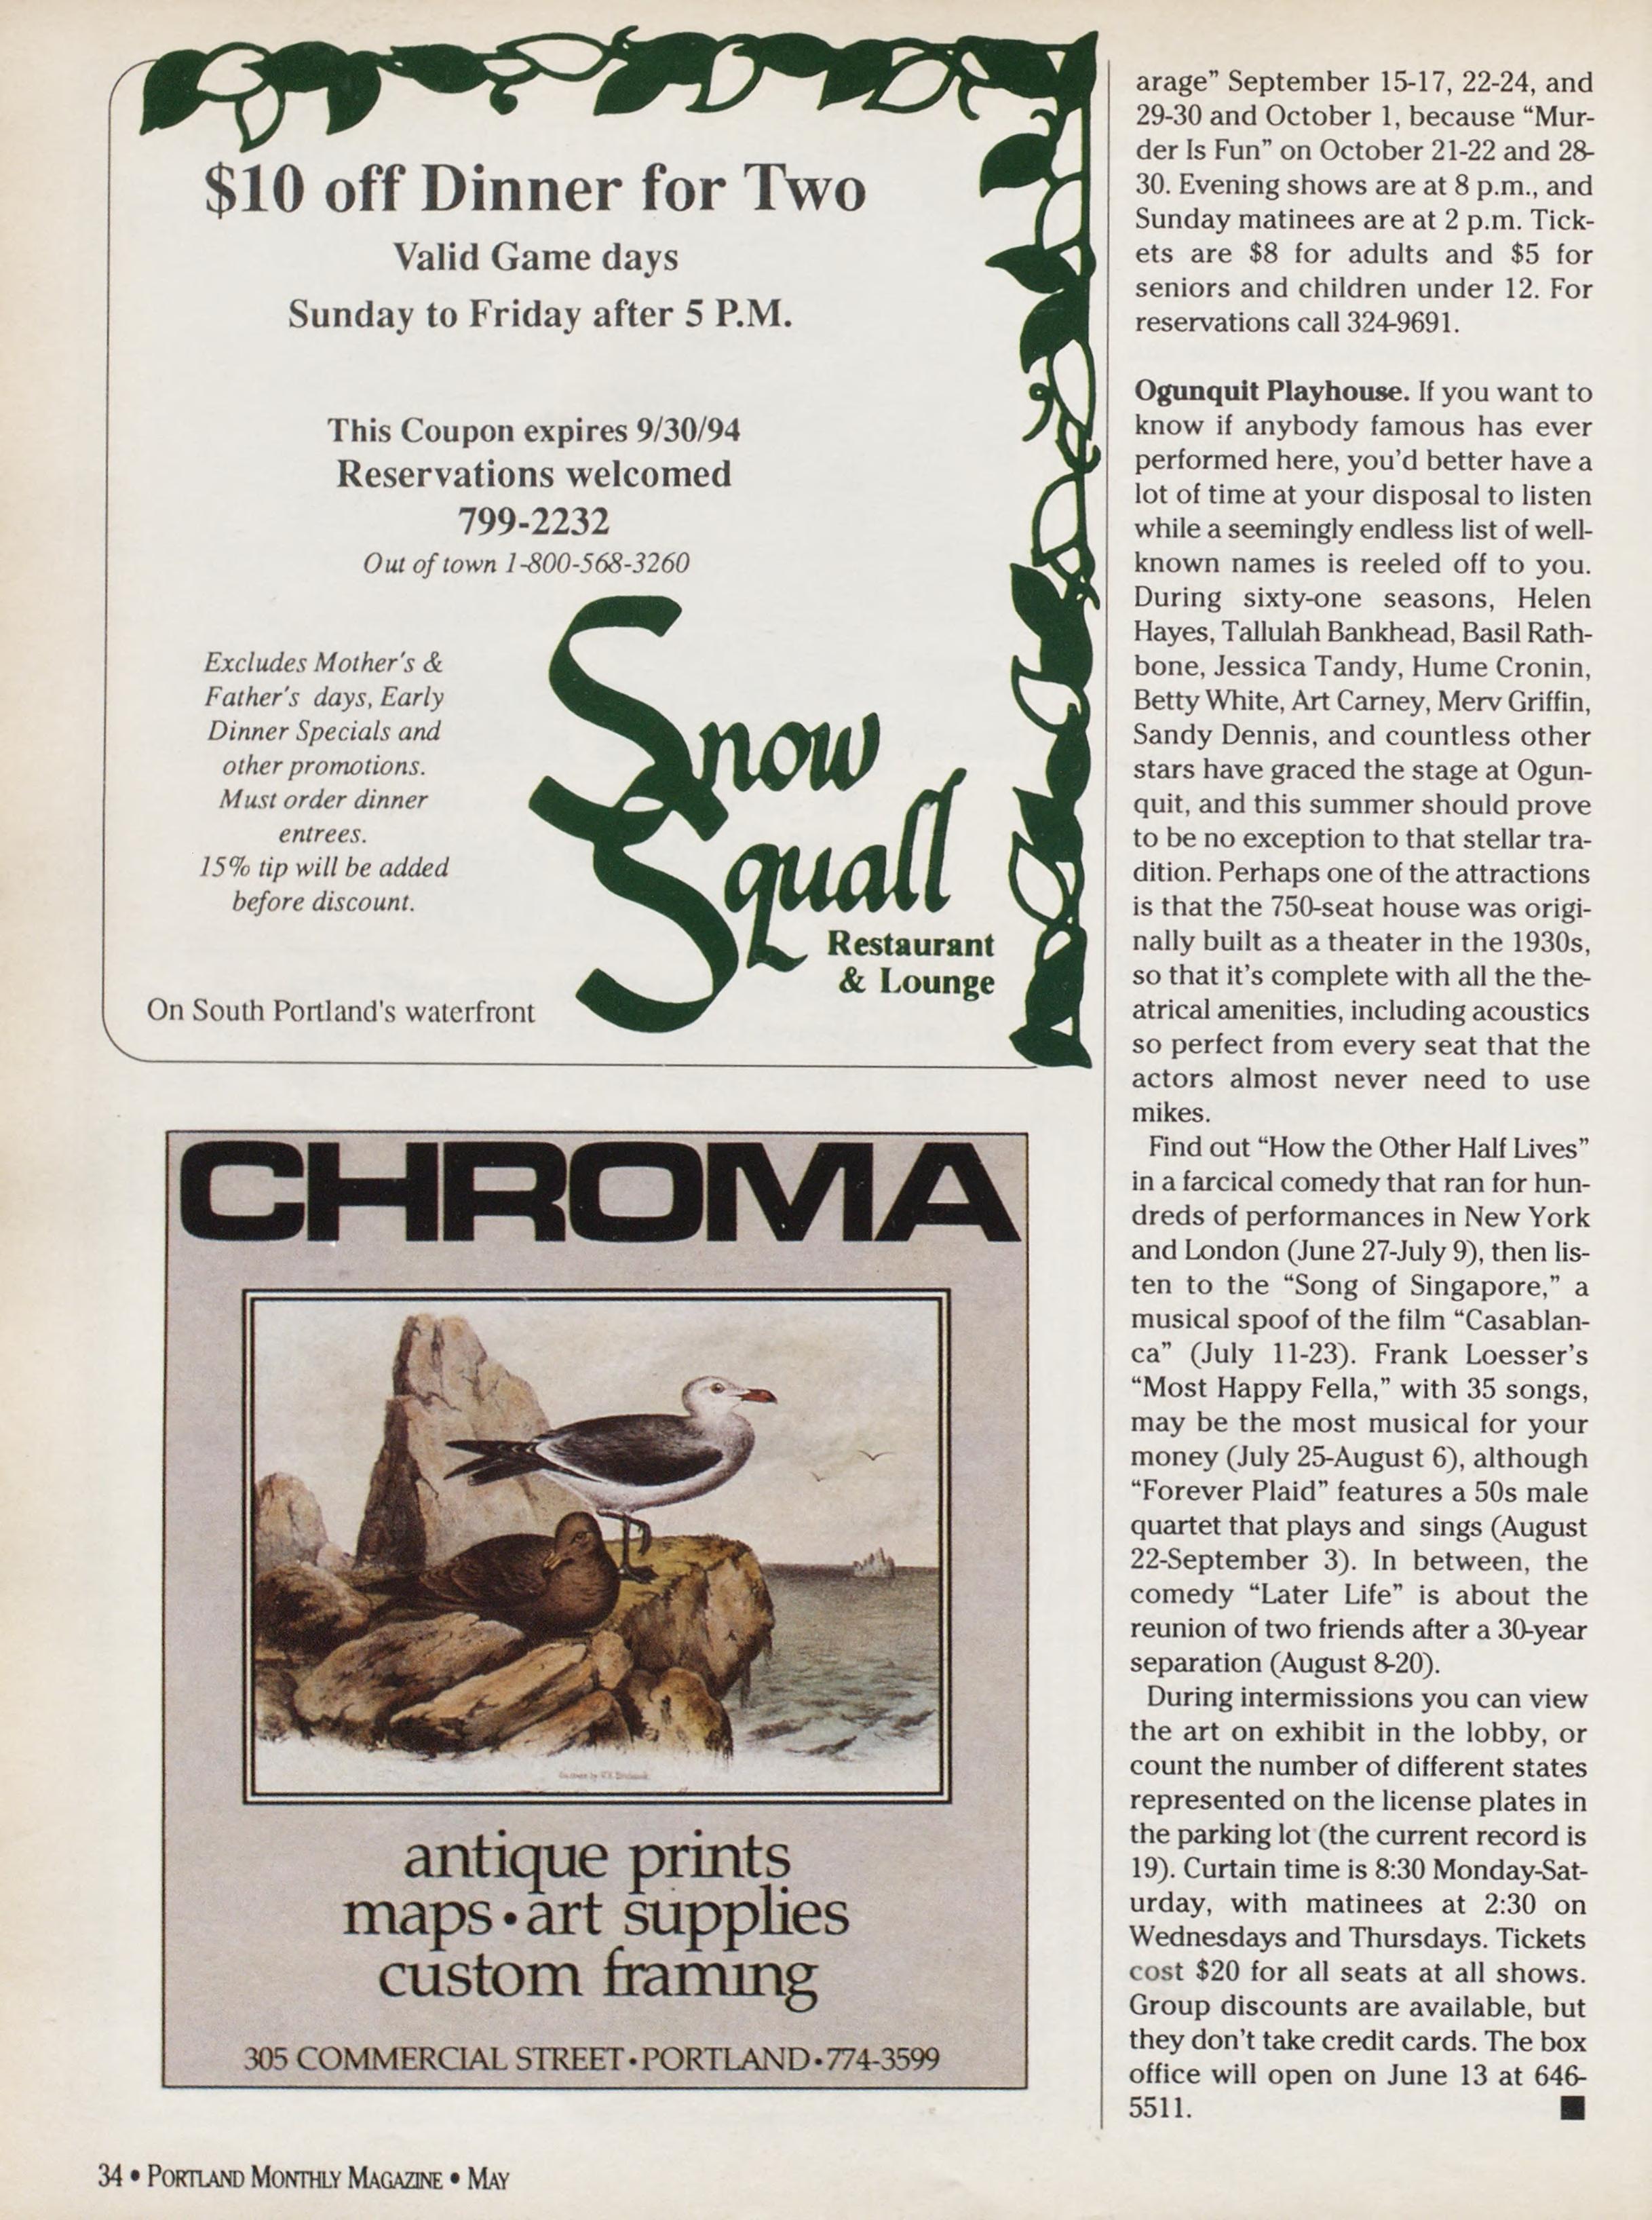 $10 off Dinner for Two
Valid Game days
Sunday to Friday after 5 P.M.
This Coupon expires 9/30/94
Reservations welcomed
799-2232
Out of town 1-800-568-3260
Excludes Mother's &
Father's days, Early
Dinner Specials and
other promotions.
Must order dinner
entrees.
15% tip will be added
before discount.
Snow
Squall
Restaurant
& Lounge
On South Portland's waterfront
CHROMA
antique prints
maps • art supplies
custom framing
305 COMMERCIAL STREET • PORTLAND • 774-3599
arage” September 15-17, 22-24, and
29-30 and October 1, because “Mur-
der Is Fun” on October 21-22 and 28-
30. Evening shows are at 8 p.m., and
Sunday matinees are at 2 p.m. Tick-
ets are $8 for adults and $5 for
seniors and children under 12. For
reservations call 324-9691.
Ogunquit Playhouse. If you want to
know if anybody famous has ever
performed here, you’d better have a
lot of time at your disposal to listen
while a seemingly endless list of well-
known names is reeled off to you.
During sixty-one seasons, Helen
Hayes, Tallulah Bankhead, Basil Rath-
bone, Jessica Tandy, Hume Cronin,
Betty White, Art Carney, Merv Griffin,
Sandy Dennis, and countless other
stars have graced the stage at Ogun-
quit, and this summer should prove
to be no exception to that stellar tra-
dition. Perhaps one of the attractions
is that the 750-seat house was origi-
nally built as a theater in the 1930s,
so that it’s complete with all the the-
atrical amenities, including acoustics
so perfect from every seat that the
actors almost never need to use
mikes.
Find out “How the Other Half Lives”
in a farcical comedy that ran for hun-
dreds of performances in New York
and London (June 27-July 9), then lis-
ten to the “Song of Singapore,” a
musical spoof of the film “Casablan-
ca” (July 11-23). Frank Loesser’s
“Most Happy Fella,” with 35 songs,
may be the most musical for your
money (July 25-August 6), although
“Forever Plaid” features a 50s male
quartet that plays and sings (August
22-September 3). In between, the
comedy “Later Life” is about the
reunion of two friends after a 30-year
separation (August 8-20).
During intermissions you can view
the art on exhibit in the lobby, or
count the number of different states
represented on the license plates in
the parking lot (the current record is
19). Curtain time is 8:30 Monday-Sat-
urday, with matinees at 2:30 on
Wednesdays and Thursdays. Tickets
cost $20 for all seats at all shows.
Group discounts are available, but
they don’t take credit cards. The box
office will open on June 13 at 646-
5511.
34 • PORTLAND MONTHLY MAGAZINE • MAY